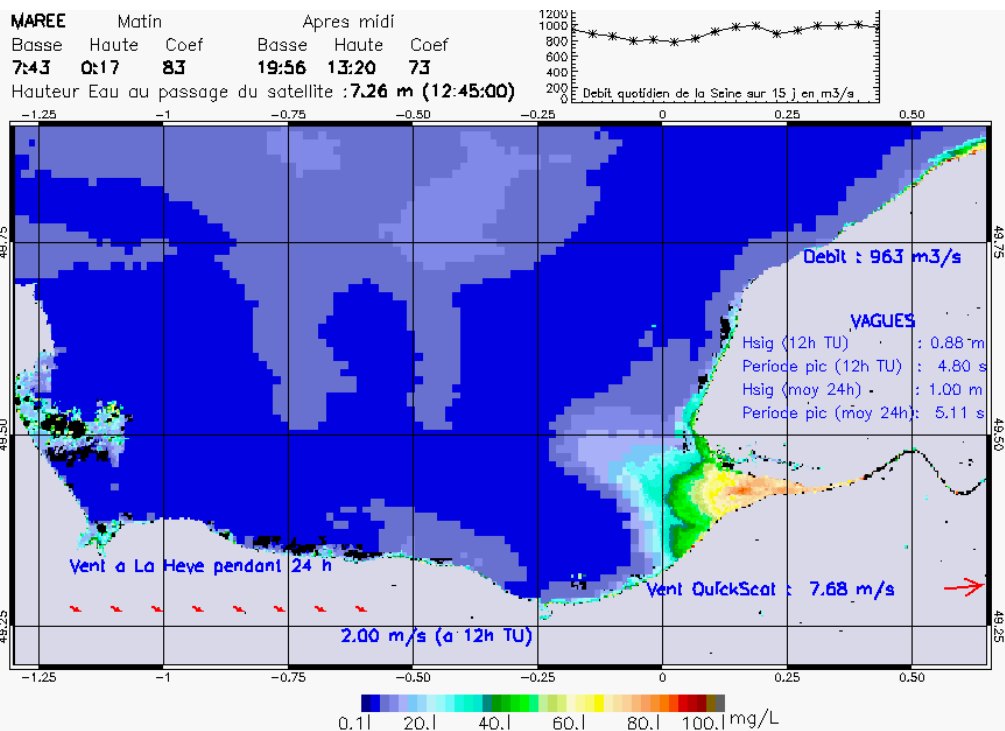 MAREE Matin Apres midi
Basse Haute Coef Basse Haute Coef
7:43 0:17 83 19:56 13:20 73
Hauteur Eau au passage du satellite : 7.26 m (12:45:00)
1200
1000
800
600
400
200
0
Debit quotidien de la Seine sur 15 j en m3/s
-1.25 -1 -0.75 -0.50 -0.25 0 0.25 0.50
49.75 49.75
Debit : 963 m3/s
VAGUES
Hsig (12h TU) : 0.88 m
Periode pic (12h TU) : 4.80 s
Hsig (moy 24h) : 1.00 m
Periode pic (moy 24h): 5.11 s
49.50 49.50
Vent a La Heve pendant 24 h
Vent QuickScat : 7.68 m/s
2.00 m/s (a 12h TU)
49.25 49.25
-1.25 -1 -0.75 -0.50 -0.25 0 0.25 0.50
0.1 20.1 40.1 60.1 80.1 100.1 mg/L